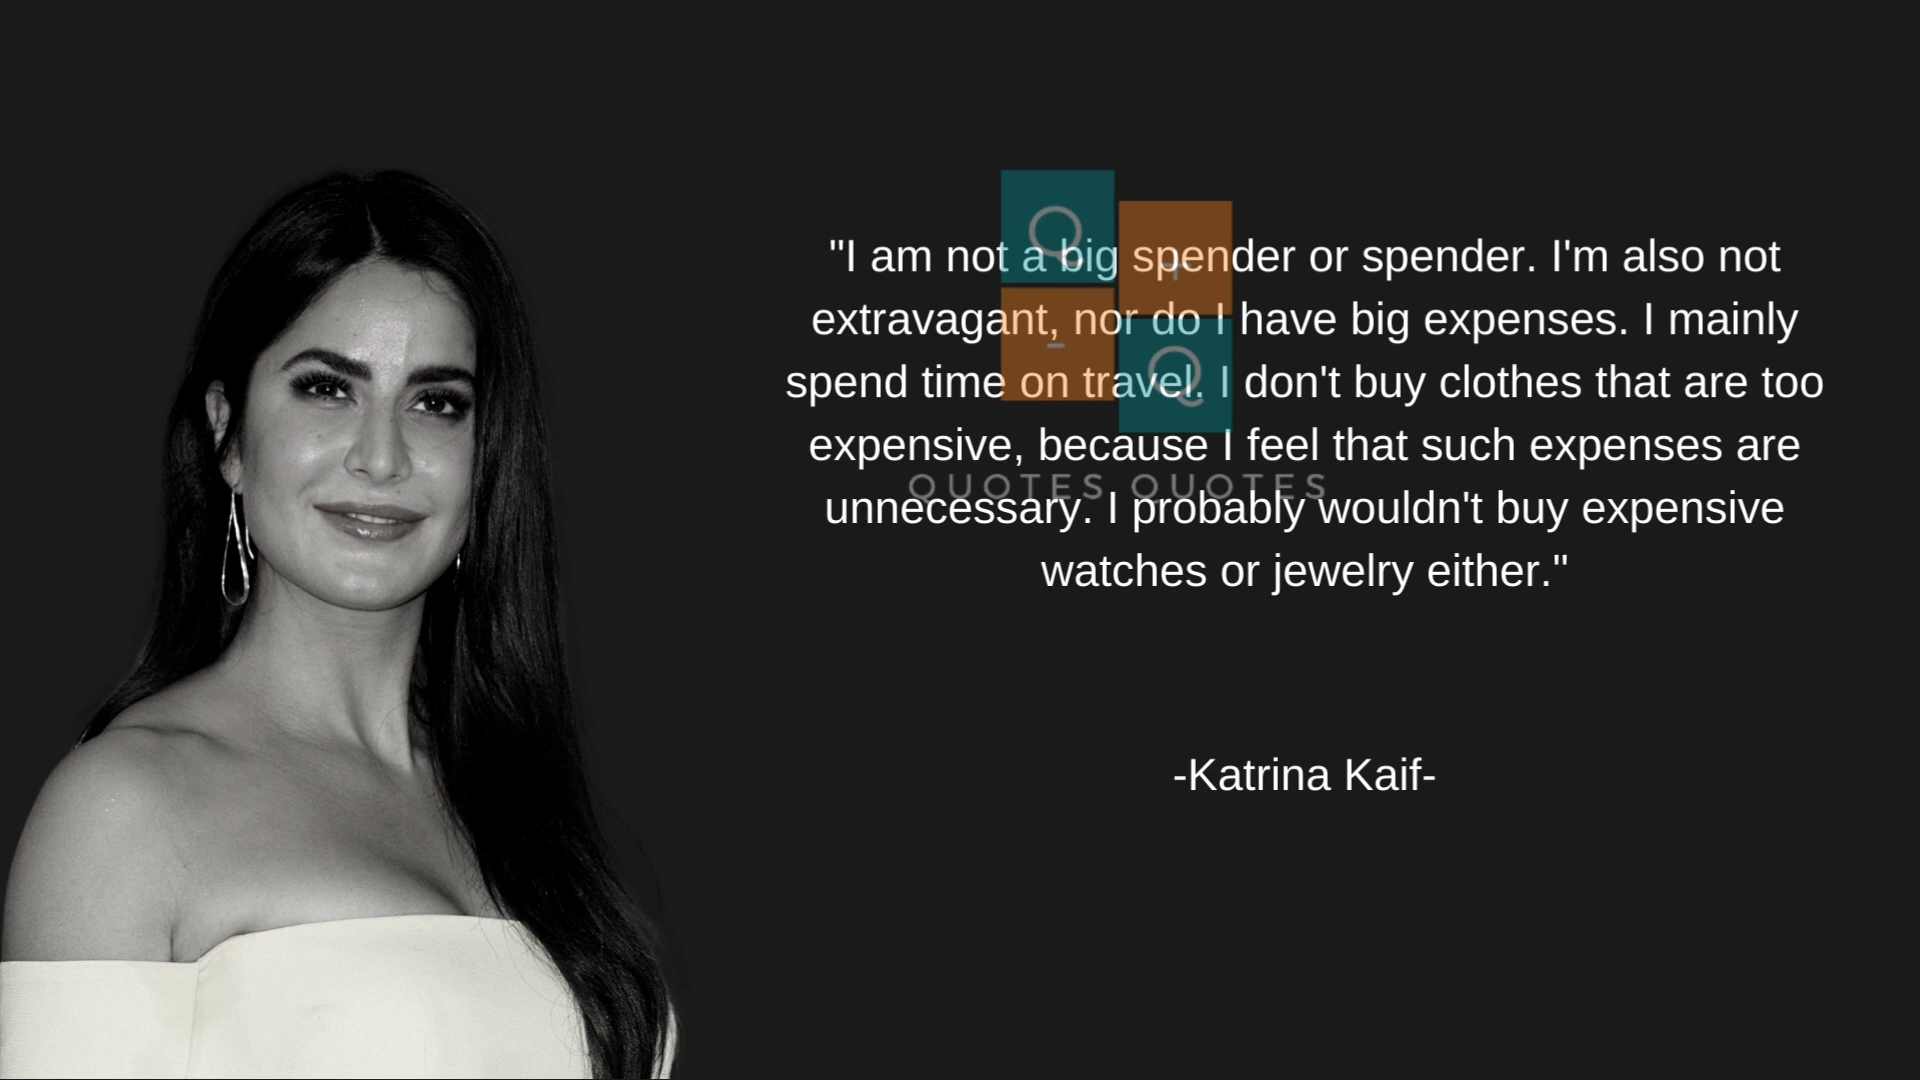 "I am not a big spender or spender. I'm also not
extravagant, nor do I have big expenses. I mainly
spend time on travel. I don't buy clothes that are too
expensive, because I feel that such expenses are
unnecessary. I probably wouldn't buy expensive
watches or jewelry either."
Q
Q
QUOTES QUOTES
-Katrina Kaif-